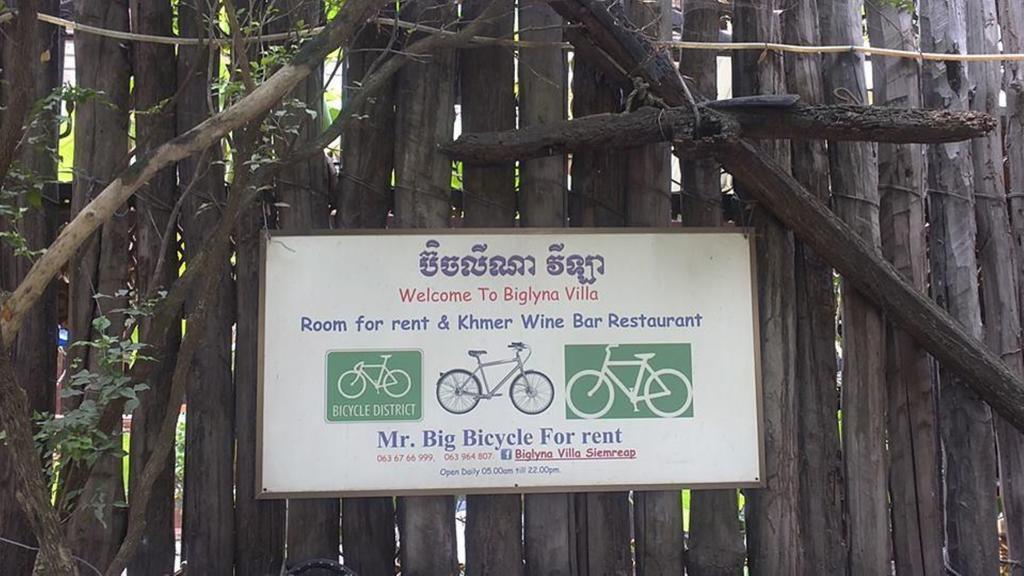 ប៊ិចលីណា វីឡា
Welcome To Biglyna Villa
Room for rent & Khmer Wine Bar Restaurant
BICYCLE DISTRICT
Mr. Big Bicycle For rent
063 67 66 999, 063 964 807. f Biglyna Villa Siemreap
Open Daily 05.00am till 22.00pm.